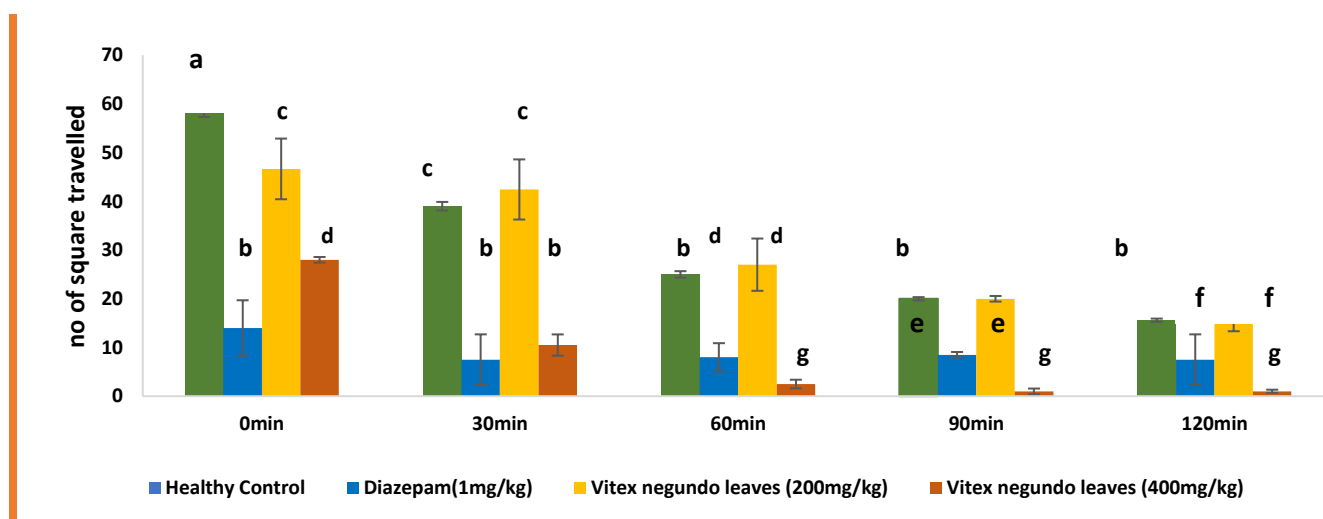 70
60
50
40
30
20
10
0
no of square travelled
a
b
c
d
c
b
c
b
b
d
d
g
b
e
e
g
b
f
f
g
0min 30min 60min 90min 120min
Healthy Control Diazepam(1mg/kg) Vitex negundo leaves (200mg/kg) Vitex negundo leaves (400mg/kg)